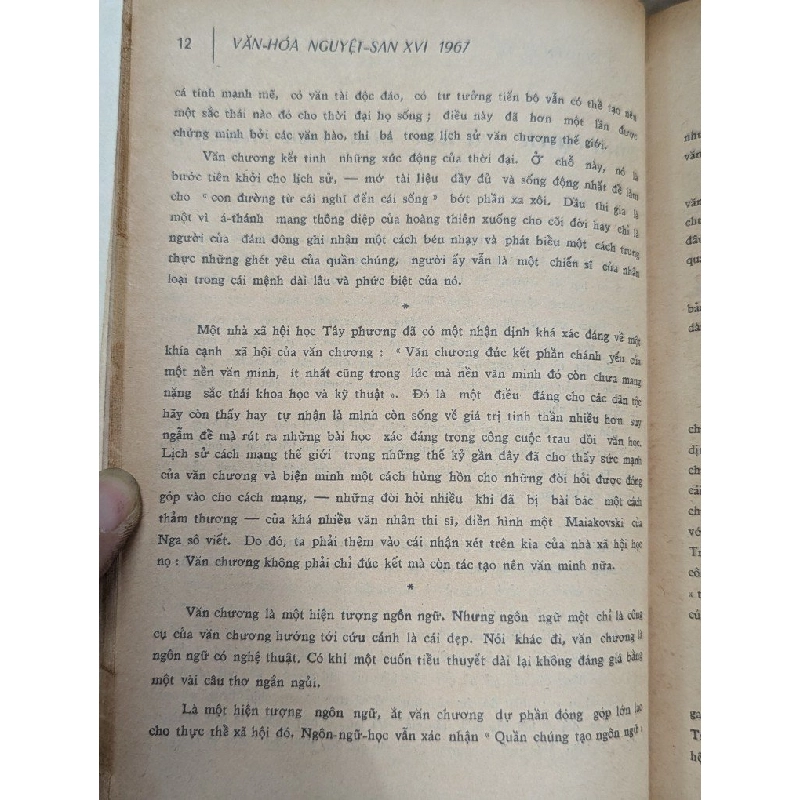 12 VĂN-HÓA NGUYỆT-SAN XVI 1967
cá tính mạnh mẽ, có văn tài độc đáo, có tư tưởng tiến bộ vẫn có thể tạo nên
một sắc thái nào đó cho thời đại họ sống; điều này đã hơn một lần được
chứng minh bởi các văn hào, thi bá trong lịch sử văn chương thế giới.
Văn chương kết tinh những xúc động của thời đại. Ở chỗ này, nó là
bước tiên khởi cho lịch sử, — mớ tài liệu đầy đủ và sống động nhất để làm
cho « con đường từ cái nghĩ đến cái sống » bớt phần xa xôi. Dầu thi gia là
một vì á-thánh mang thông điệp của hoàng thiên xuống cho cõi đời hay chỉ là
người của đám đông ghi nhận một cách bén nhạy và phát biểu một cách trung
thực những ghét yêu của quần chúng, người ấy vẫn là một chiến sĩ của nhân
loại trong cái mệnh dài lâu và phức biệt của nó.
*
Một nhà xã hội học Tây phương đã có một nhận định khá xác đáng về một
khía cạnh xã hội của văn chương : « Văn chương đúc kết phần chánh yếu của
một nền văn minh, ít nhất cũng trong lúc mà nền văn minh đó còn chưa mang
nặng sắc thái khoa học và kỹ thuật ». Đó là một điều đáng cho các dân tộc
hãy còn thấy hay tự nhận là mình còn sống về giá trị tinh thần nhiều hơn suy
ngẫm để mà rát ra những bài học xác đáng trong công cuộc trau dồi văn học.
Lịch sử cách mang thế giới trong những thế kỷ gần đây đã cho thấy sức mạnh
của văn chương và biện minh một cách hùng hồn cho những đòi hỏi được đóng
góp vào cho cách mạng, — những đòi hỏi nhiều khi đã bị bài bác một cách
thảm thương — của khá nhiều văn nhân thi sĩ, điển hình một Maiakovski của
Nga sô viết. Do đó, ta phải thêm vào cái nhận xét trên kia của nhà xã hội học
nọ : Văn chương không phải chỉ đúc kết mà còn tác tạo nên văn minh nữa.
*
Văn chương là một hiện tượng ngôn ngữ. Nhưng ngôn ngữ một chỉ là công
cụ của văn chương hướng tới cứu cánh là cái đẹp. Nói khác đi, văn chương là
ngôn ngữ có nghệ thuật. Có khi một cuốn tiểu thuyết dài lại không đáng giá bằng
một vài câu thơ ngắn ngủi.
Là một hiện tượng ngôn ngữ, ắt văn chương dự phần đóng góp lớn lao
cho thực thể xã hội đó. Ngôn-ngữ-học vẫn xác nhận « Quần chúng tạo ngôn ngữ :